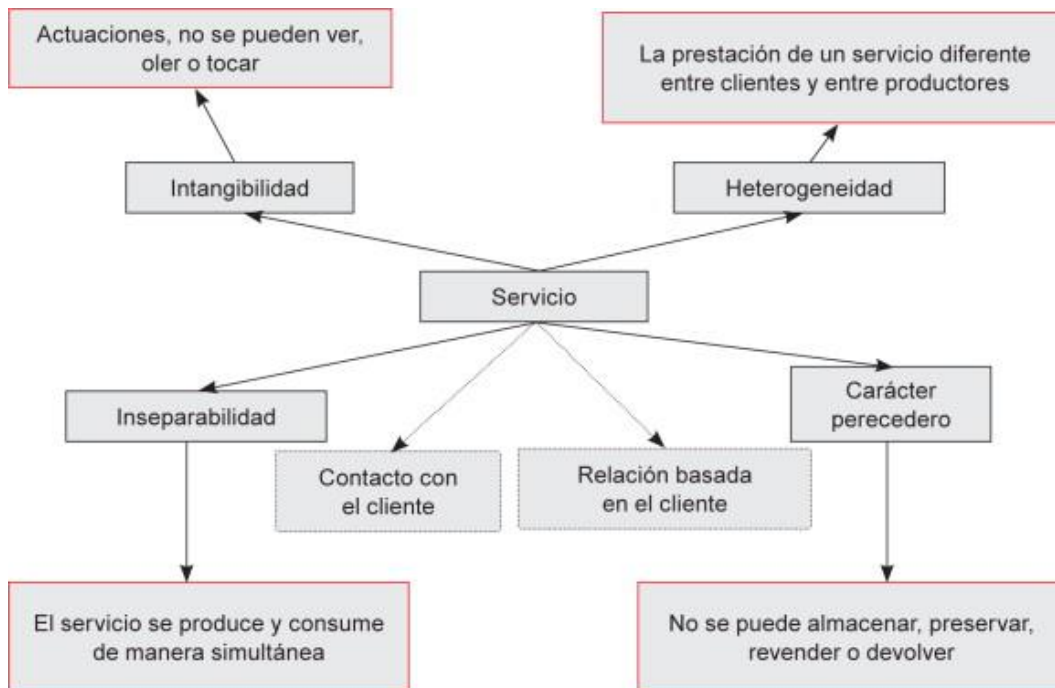 Actuaciones, no se pueden ver,
oler o tocar
La prestación de un servicio diferente
entre clientes y entre productores
Intangibilidad
Heterogeneidad
Servicio
Inseparabilidad
Carácter
perecedero
Contacto con
el cliente
Relación basada
en el cliente
El servicio se produce y consume
de manera simultánea
No se puede almacenar, preservar,
revender o devolver